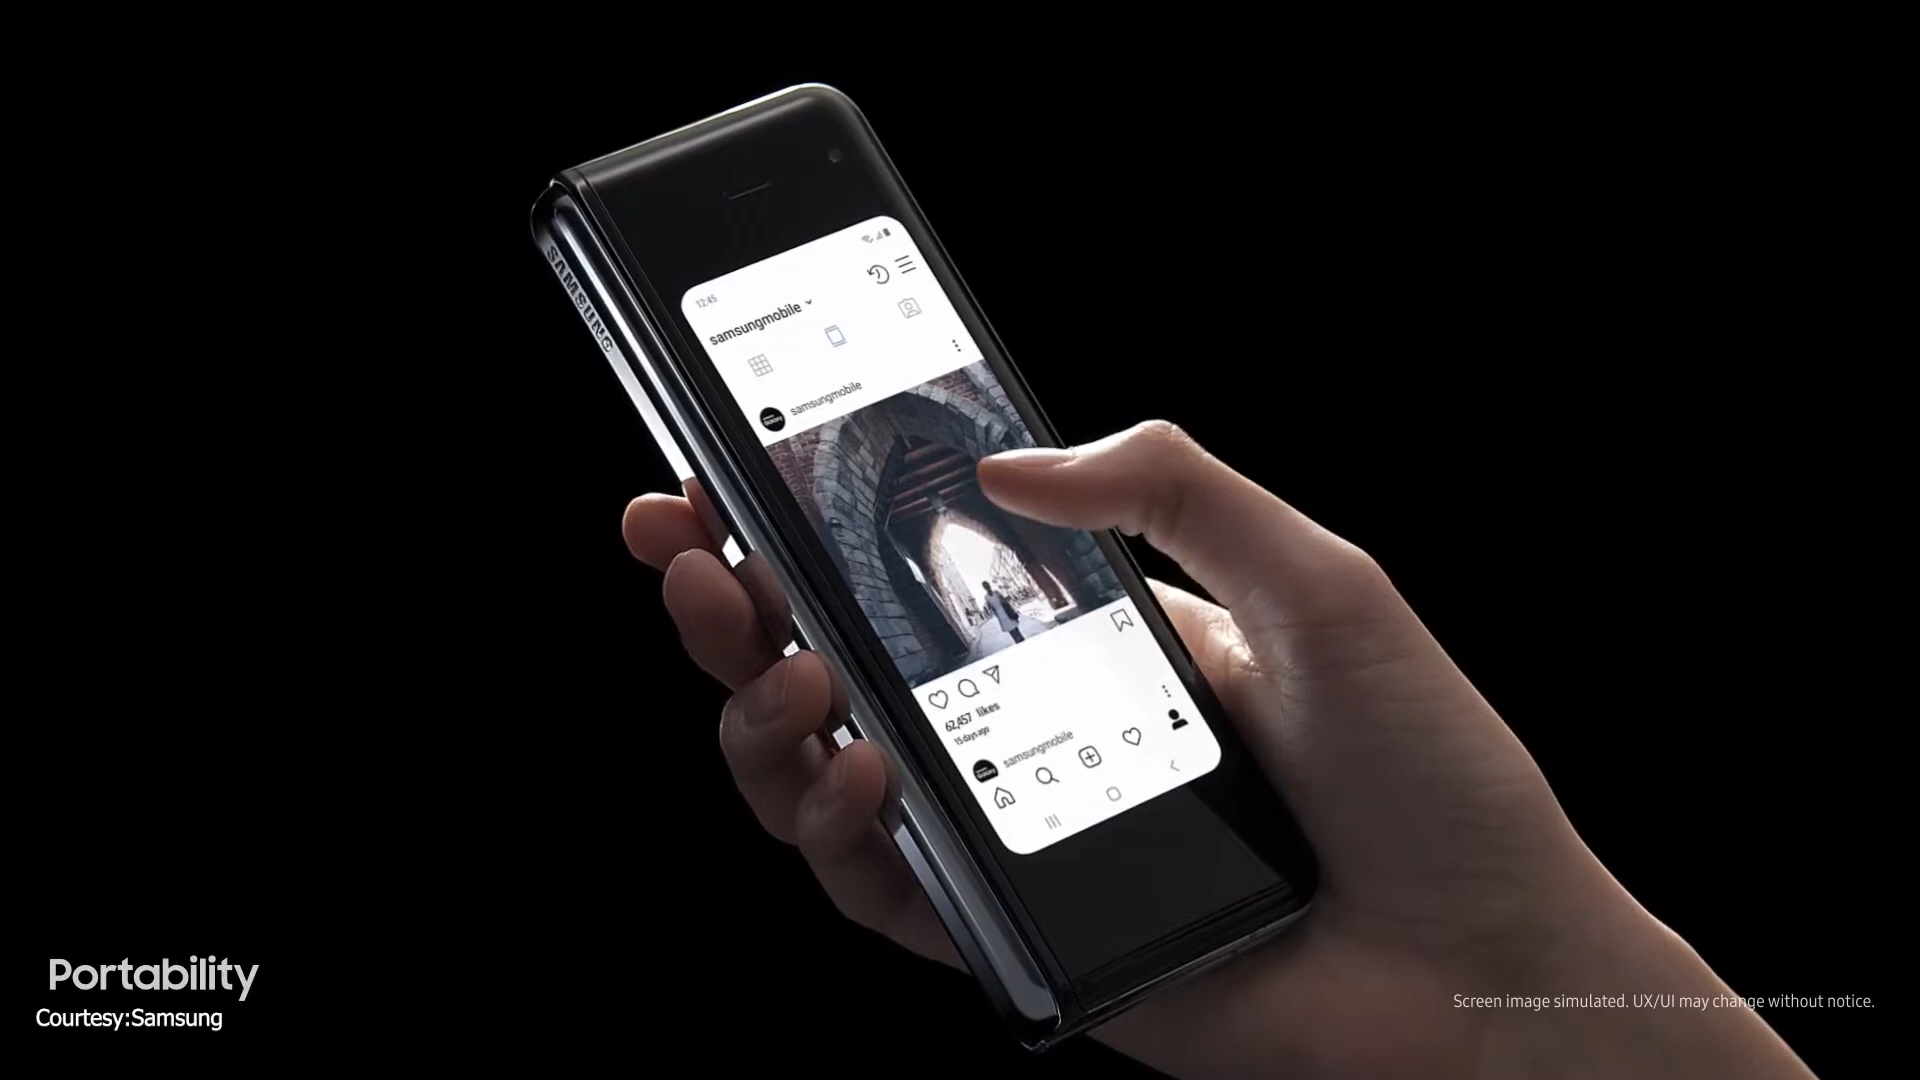 SAMSUNG
12:45
samsungmobile
samsungmobile
62,457 likes
15 days ago
samsungmobile
Portability
Courtesy:Samsung
Screen image simulated. UX/UI may change without notice.